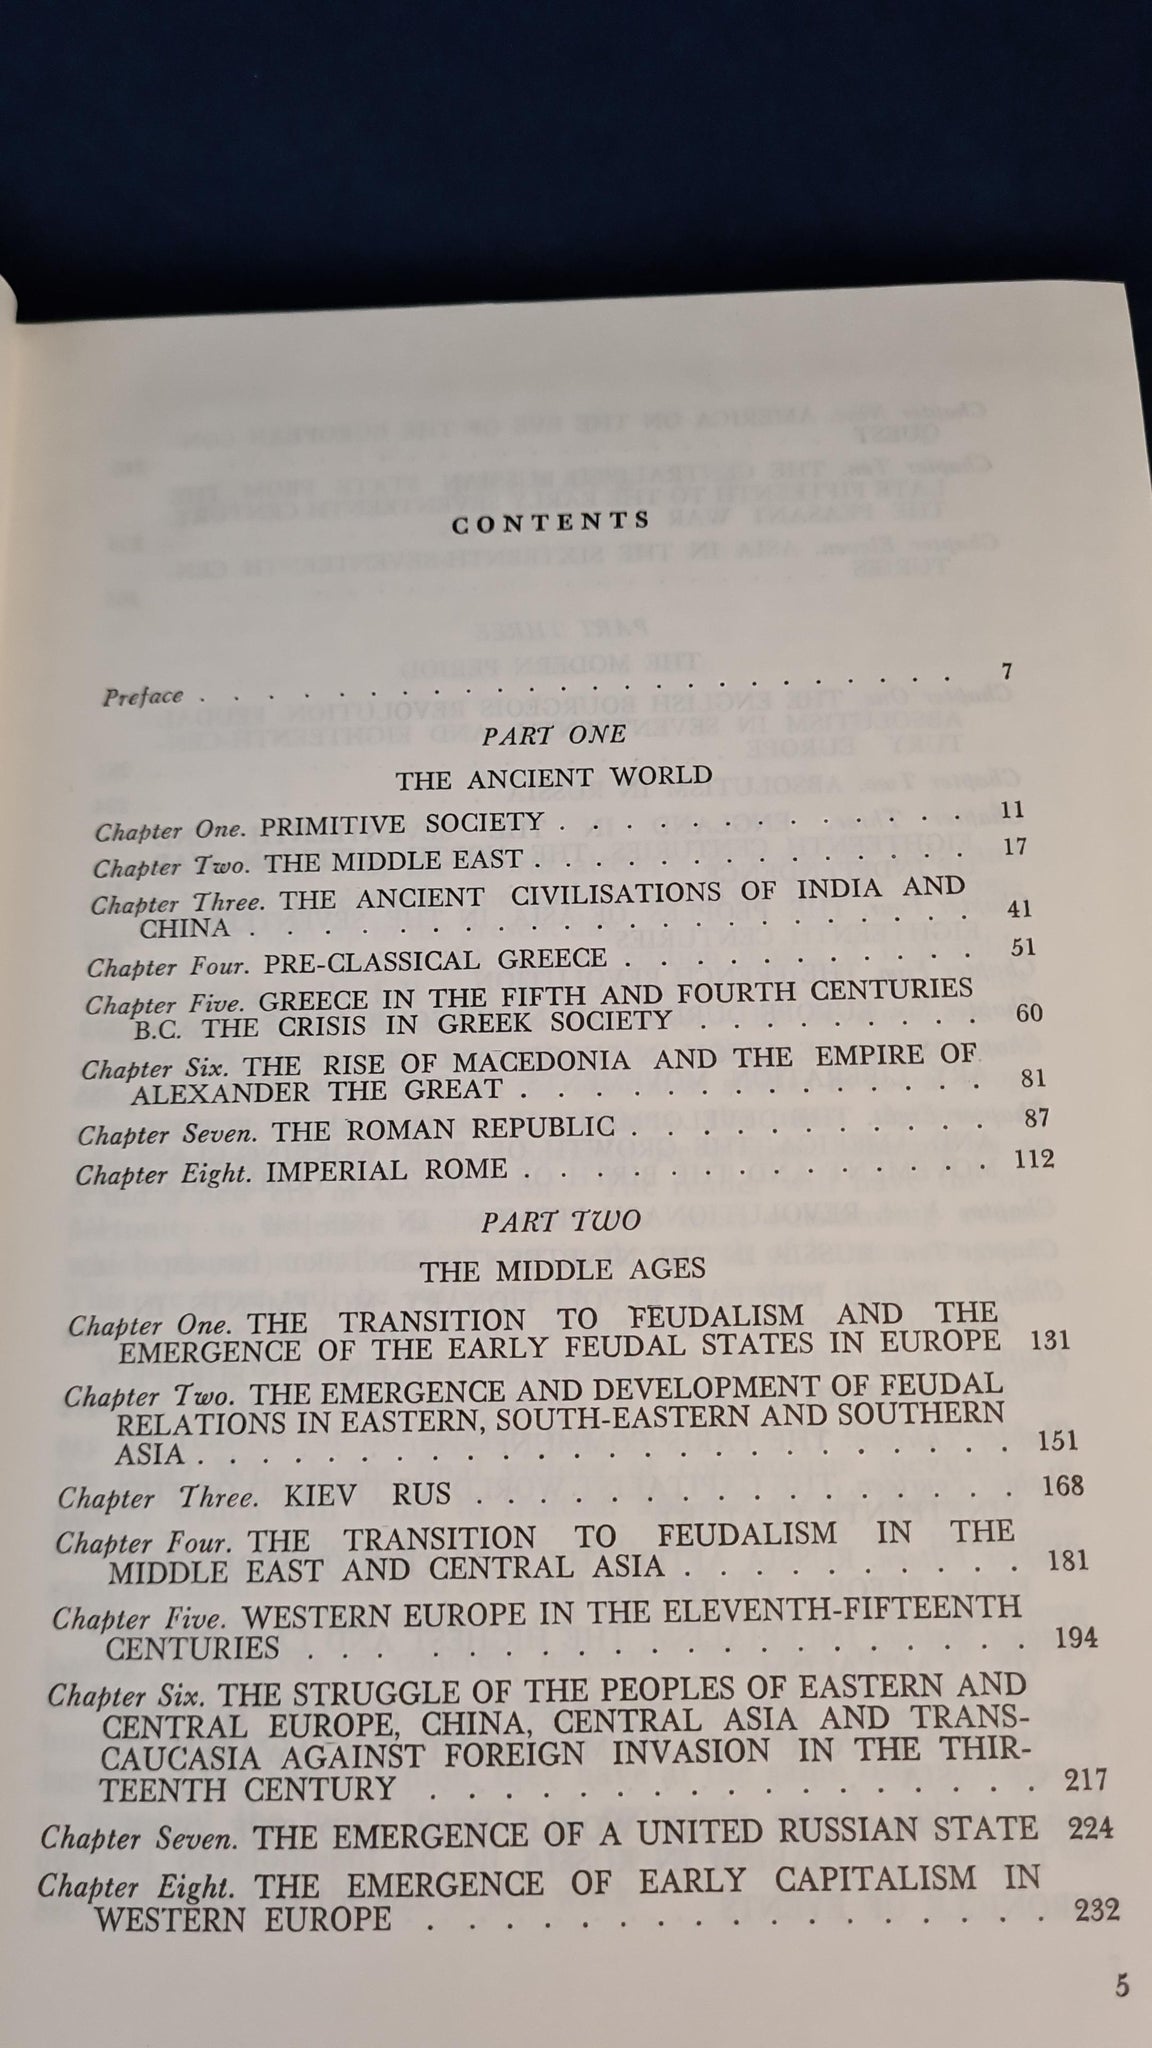 CONTENTS
Preface . . . . . . . . . . . . . . . . . . . . . . 7
PART ONE
THE ANCIENT WORLD
Chapter One. PRIMITIVE SOCIETY . . . . . . . . . . . . 11
Chapter Two. THE MIDDLE EAST . . . . . . . . . . . . . 17
Chapter Three. THE ANCIENT CIVILISATIONS OF INDIA AND
CHINA . . . . . . . . . . . . . . . . . . . . 41
Chapter Four. PRE-CLASSICAL GREECE . . . . . . . . . . . 51
Chapter Five. GREECE IN THE FIFTH AND FOURTH CENTURIES
B.C. THE CRISIS IN GREEK SOCIETY . . . . . . . . . 60
Chapter Six. THE RISE OF MACEDONIA AND THE EMPIRE OF
ALEXANDER THE GREAT . . . . . . . . . . . . . . 81
Chapter Seven. THE ROMAN REPUBLIC . . . . . . . . . . . 87
Chapter Eight. IMPERIAL ROME . . . . . . . . . . . . . . 112
PART TWO
THE MIDDLE AGES
Chapter One. THE TRANSITION TO FEUDALISM AND THE
EMERGENCE OF THE EARLY FEUDAL STATES IN EUROPE 131
Chapter Two. THE EMERGENCE AND DEVELOPMENT OF FEUDAL
RELATIONS IN EASTERN, SOUTH-EASTERN AND SOUTHERN
ASIA . . . . . . . . . . . . . . . . . . . . . 151
Chapter Three. KIEV RUS . . . . . . . . . . . . . . . . 168
Chapter Four. THE TRANSITION TO FEUDALISM IN THE
MIDDLE EAST AND CENTRAL ASIA . . . . . . . . . . 181
Chapter Five. WESTERN EUROPE IN THE ELEVENTH-FIFTEENTH
CENTURIES . . . . . . . . . . . . . . . . . . 194
Chapter Six. THE STRUGGLE OF THE PEOPLES OF EASTERN AND
CENTRAL EUROPE, CHINA, CENTRAL ASIA AND TRANS-
CAUCASIA AGAINST FOREIGN INVASION IN THE THIR-
TEENTH CENTURY . . . . . . . . . . . . . . . 217
Chapter Seven. THE EMERGENCE OF A UNITED RUSSIAN STATE 224
Chapter Eight. THE EMERGENCE OF EARLY CAPITALISM IN
WESTERN EUROPE . . . . . . . . . . . . . . . . 232
5